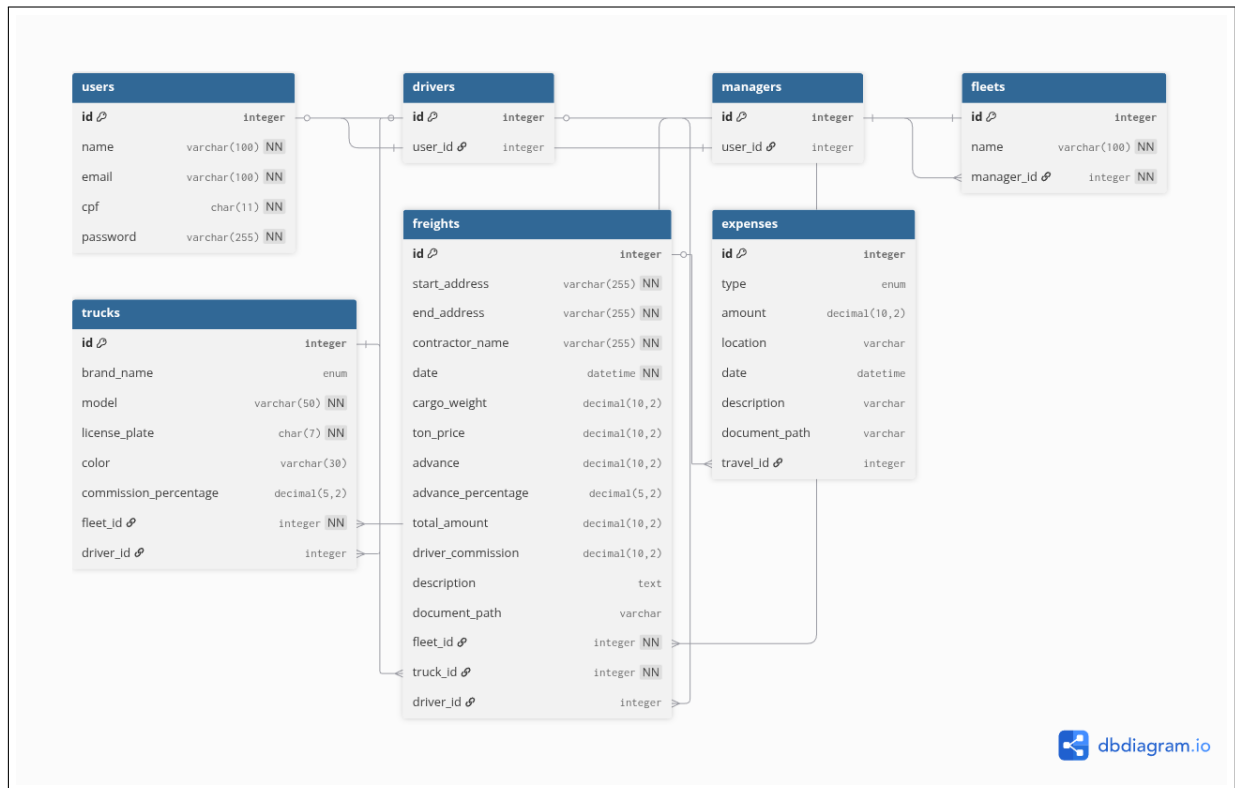 users
id integer
name varchar(100) NN
email varchar(100) NN
cpf char(11) NN
password varchar(255) NN
drivers
id integer
user_id integer
managers
id integer
user_id integer
fleets
id integer
name varchar(100) NN
manager_id integer NN
trucks
id integer
brand_name enum
model varchar(50) NN
license_plate char(7) NN
color varchar(30)
commission_percentage decimal(5,2)
fleet_id integer NN
driver_id integer
freights
id integer
start_address varchar(255) NN
end_address varchar(255) NN
contractor_name varchar(255) NN
date datetime NN
cargo_weight decimal(10,2)
ton_price decimal(10,2)
advance decimal(10,2)
advance_percentage decimal(5,2)
total_amount decimal(10,2)
driver_commission decimal(10,2)
description text
document_path varchar
fleet_id integer NN
truck_id integer NN
driver_id integer
expenses
id integer
type enum
amount decimal(10,2)
location varchar
date datetime
description varchar
document_path varchar
travel_id integer
dbdiagram.io